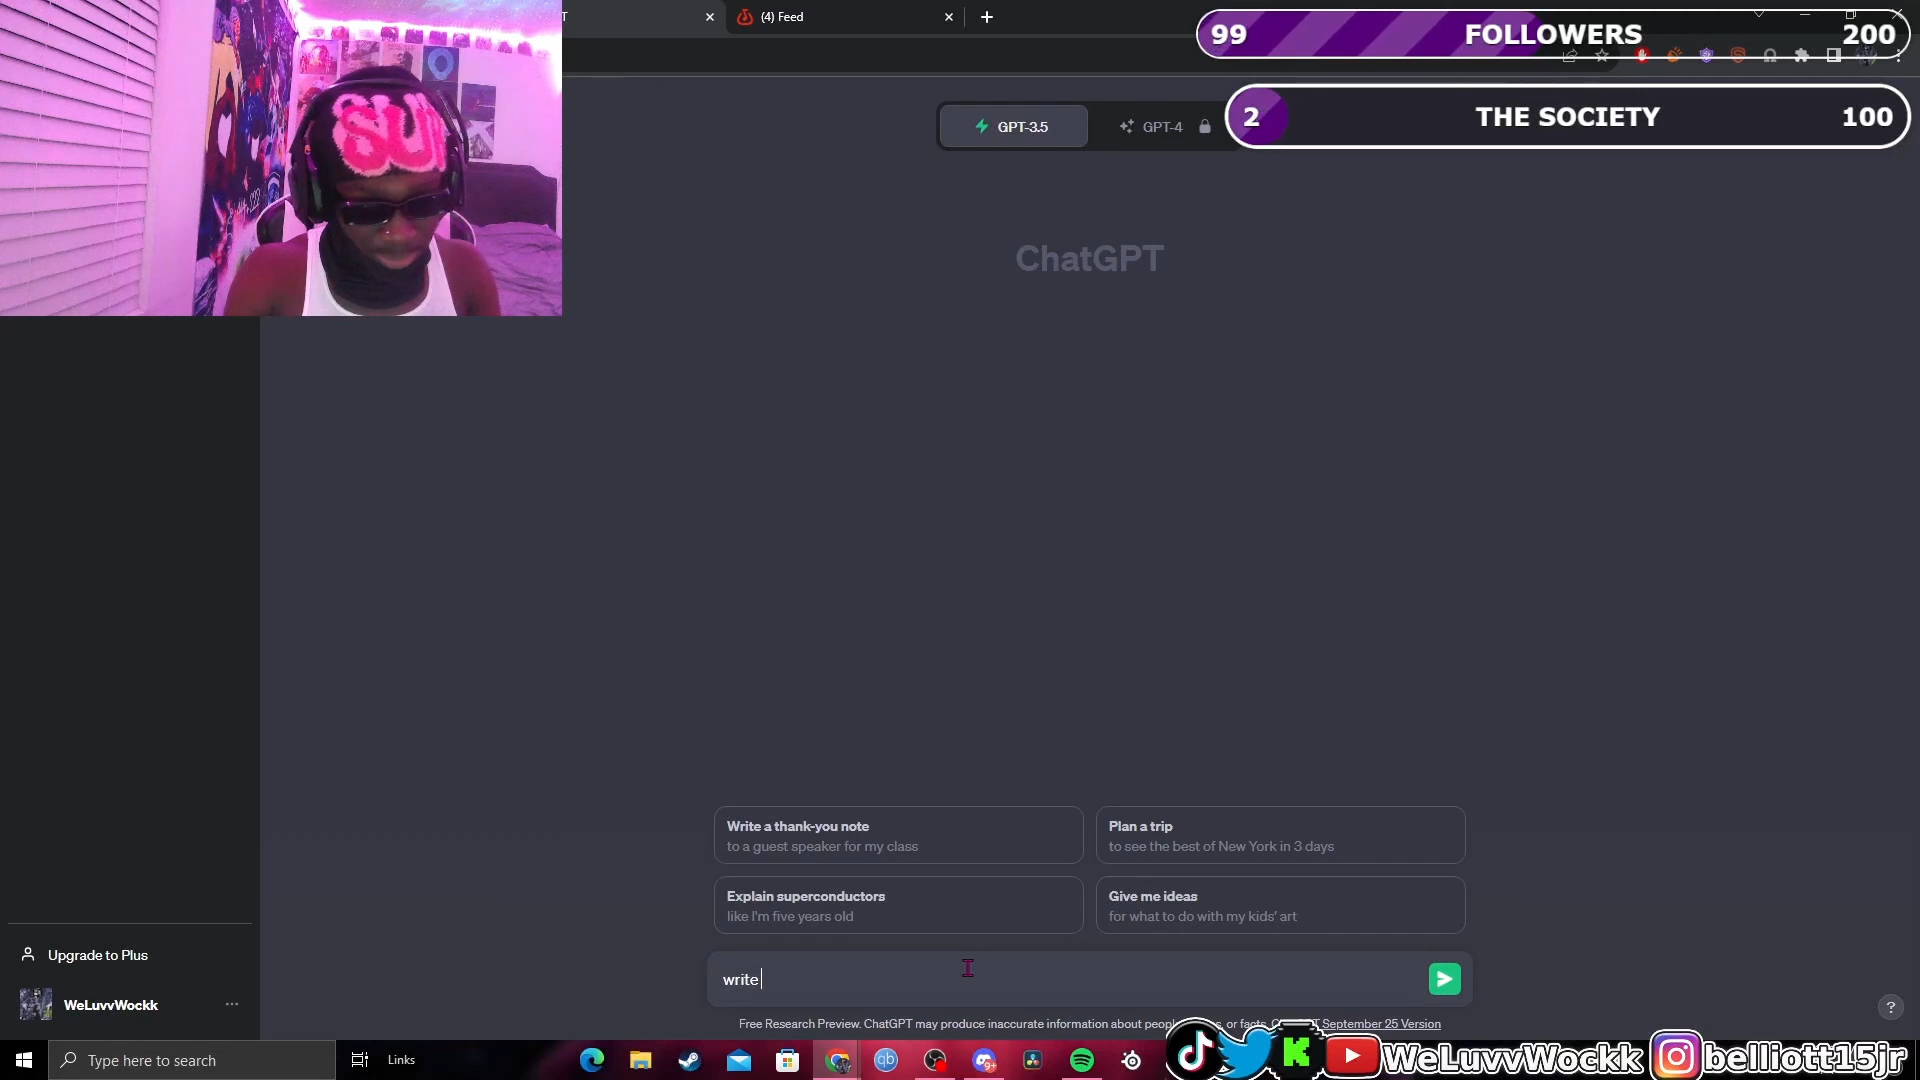 T
(4) Feed
99 FOLLOWERS 200
2 THE SOCIETY 100
GPT-3.5
GPT-4
ChatGPT
Write a thank-you note
to a guest speaker for my class
Plan a trip
to see the best of New York in 3 days
Explain superconductors
like I'm five years old
Give me ideas
for what to do with my kids' art
write
Free Research Preview. ChatGPT may produce inaccurate information about or facts. September 25 Version
?
Upgrade to Plus
WeLuvvWockk
Type here to search
Links
qb
9+
K
WeLuvvWockk
belliott15jr